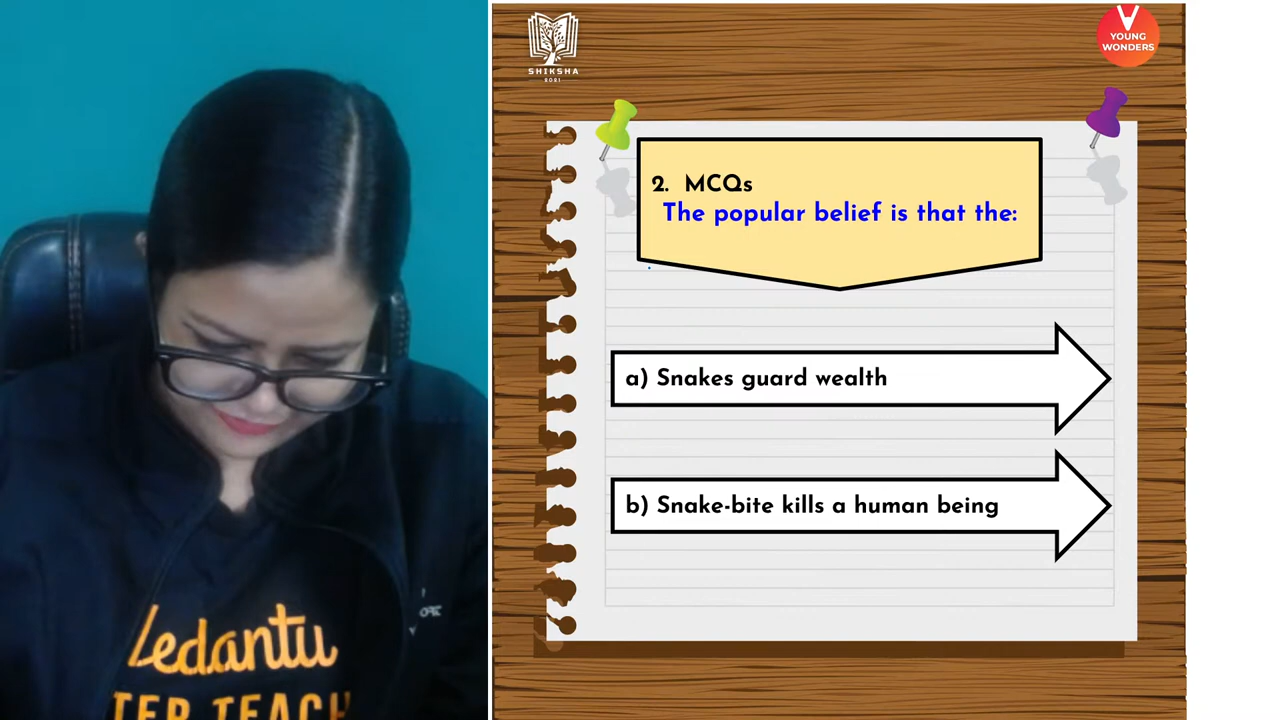 SHIKSHA
2021
YOUNG
WONDERS
2. MCQs
The popular belief is that the:
a) Snakes guard wealth
b) Snake-bite kills a human being
Vedantu
TER TEACH